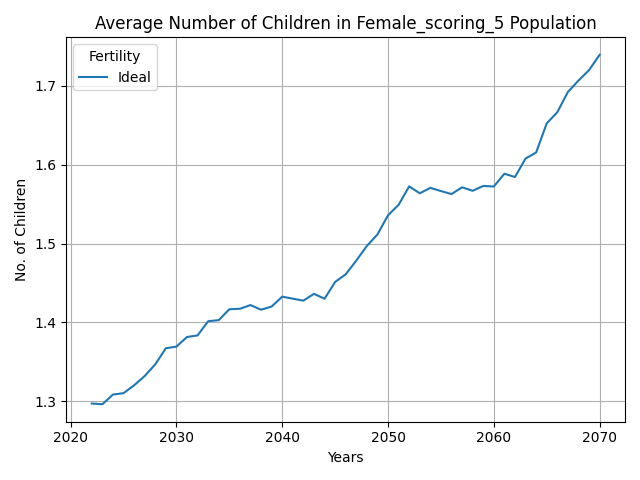 Average Number of Children in Female_scoring_5 Population
Fertility
Ideal
No. of Children
1.7
1.6
1.5
1.4
1.3
2020 2030 2040 2050 2060 2070
Years